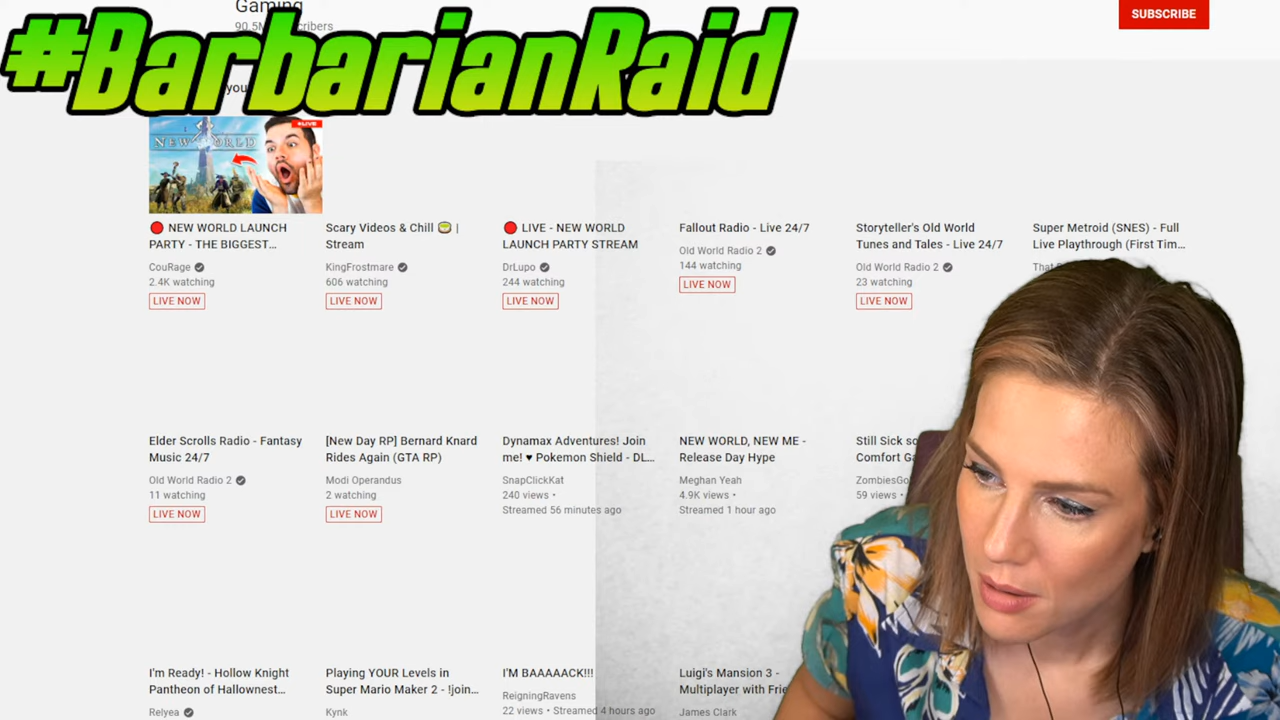 Gaming
#BarbarianRaid
SUBSCRIBE
NEW WORLD
LIVE
NEW WORLD LAUNCH
PARTY - THE BIGGEST...
CouRage
2.4K watching
LIVE NOW
Scary Videos & Chill
| Stream
KingFrostmare
606 watching
LIVE NOW
LIVE - NEW WORLD
LAUNCH PARTY STREAM
DrLupo
244 watching
LIVE NOW
Fallout Radio - Live 24/7
Old World Radio 2
144 watching
LIVE NOW
Storyteller's Old World
Tunes and Tales - Live 24/7
Old World Radio 2
23 watching
LIVE NOW
Super Metroid (SNES) - Full
Live Playthrough (First Tim...
That
Elder Scrolls Radio - Fantasy
Music 24/7
Old World Radio 2
11 watching
LIVE NOW
[New Day RP] Bernard Knard
Rides Again (GTA RP)
Modi Operandus
2 watching
LIVE NOW
Dynamax Adventures! Join
me! ♥ Pokemon Shield - DL...
SnapClickKat
240 views •
Streamed 56 minutes ago
NEW WORLD, NEW ME -
Release Day Hype
Meghan Yeah
4.9K views •
Streamed 1 hour ago
Still Sick
Comfort
59 views •
I'm Ready! - Hollow Knight
Pantheon of Hallownest...
Relyea
Playing YOUR Levels in
Super Mario Maker 2 - !join...
Kynk
I'M BAAAAACK!!!
ReigningRavens
22 views • Streamed 4 hours ago
Luigi's Mansion 3 -
Multiplayer with
James Clark